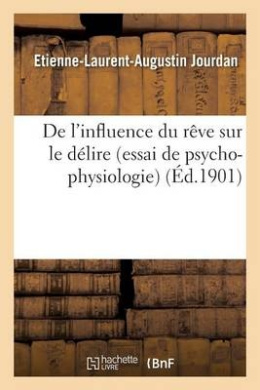 Etienne-Laurent-Augustin Jourdan
De l'influence du rêve sur le délire (essai de psycho-
physiologie) (Éd.1901)
hachette
LIVRE
{BnF